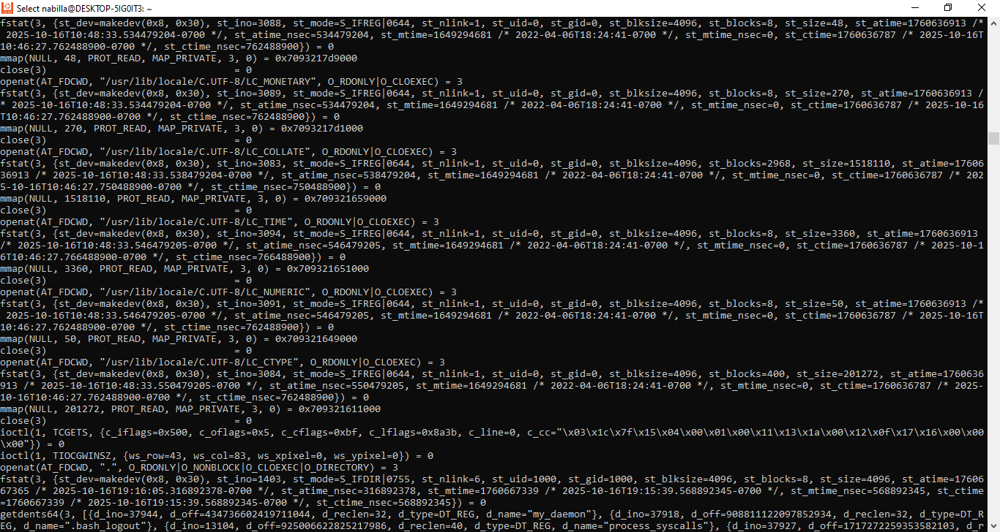 Select nabilla@DESKTOP-5IG0IT3: ~
fstat(3, {st_dev=makedev(0x8, 0x30), st_ino=3088, st_mode=S_IFREG|0644, st_nlink=1, st_uid=0, st_gid=0, st_blksize=4096, st_blocks=8, st_size=48, st_atime=1760636913 /*
 2025-10-16T10:48:33.534479204-0700 */, st_atime_nsec=534479204, st_mtime=1649294681 /* 2022-04-06T18:24:41-0700 */, st_mtime_nsec=0, st_ctime=1760636787 /* 2025-10-16T
10:46:27.762488900-0700 */, st_ctime_nsec=762488900}) = 0
mmap(NULL, 48, PROT_READ, MAP_PRIVATE, 3, 0) = 0x7093217d9000
close(3)                                = 0
openat(AT_FDCWD, "/usr/lib/locale/C.UTF-8/LC_MONETARY", O_RDONLY|O_CLOEXEC) = 3
fstat(3, {st_dev=makedev(0x8, 0x30), st_ino=3089, st_mode=S_IFREG|0644, st_nlink=1, st_uid=0, st_gid=0, st_blksize=4096, st_blocks=8, st_size=270, st_atime=1760636913 /
* 2025-10-16T10:48:33.534479204-0700 */, st_atime_nsec=534479204, st_mtime=1649294681 /* 2022-04-06T18:24:41-0700 */, st_mtime_nsec=0, st_ctime=1760636787 /* 2025-10-16
T10:46:27.762488900-0700 */, st_ctime_nsec=762488900}) = 0
mmap(NULL, 270, PROT_READ, MAP_PRIVATE, 3, 0) = 0x7093217d1000
close(3)                                = 0
openat(AT_FDCWD, "/usr/lib/locale/C.UTF-8/LC_COLLATE", O_RDONLY|O_CLOEXEC) = 3
fstat(3, {st_dev=makedev(0x8, 0x30), st_ino=3083, st_mode=S_IFREG|0644, st_nlink=1, st_uid=0, st_gid=0, st_blksize=4096, st_blocks=2968, st_size=1518110, st_atime=1760
636913 /* 2025-10-16T10:48:33.538479204-0700 */, st_atime_nsec=538479204, st_mtime=1649294681 /* 2022-04-06T18:24:41-0700 */, st_mtime_nsec=0, st_ctime=1760636787 /* 202
5-10-16T10:46:27.750488900-0700 */, st_ctime_nsec=750488900}) = 0
mmap(NULL, 1518110, PROT_READ, MAP_PRIVATE, 3, 0) = 0x709321659000
close(3)                                = 0
openat(AT_FDCWD, "/usr/lib/locale/C.UTF-8/LC_TIME", O_RDONLY|O_CLOEXEC) = 3
fstat(3, {st_dev=makedev(0x8, 0x30), st_ino=3094, st_mode=S_IFREG|0644, st_nlink=1, st_uid=0, st_gid=0, st_blksize=4096, st_blocks=8, st_size=3360, st_atime=1760636913
/* 2025-10-16T10:48:33.546479205-0700 */, st_atime_nsec=546479205, st_mtime=1649294681 /* 2022-04-06T18:24:41-0700 */, st_mtime_nsec=0, st_ctime=1760636787 /* 2025-10-1
6T10:46:27.766488900-0700 */, st_ctime_nsec=766488900}) = 0
mmap(NULL, 3360, PROT_READ, MAP_PRIVATE, 3, 0) = 0x709321651000
close(3)                                = 0
openat(AT_FDCWD, "/usr/lib/locale/C.UTF-8/LC_NUMERIC", O_RDONLY|O_CLOEXEC) = 3
fstat(3, {st_dev=makedev(0x8, 0x30), st_ino=3091, st_mode=S_IFREG|0644, st_nlink=1, st_uid=0, st_gid=0, st_blksize=4096, st_blocks=8, st_size=50, st_atime=1760636913 /*
 2025-10-16T10:48:33.546479205-0700 */, st_atime_nsec=546479205, st_mtime=1649294681 /* 2022-04-06T18:24:41-0700 */, st_mtime_nsec=0, st_ctime=1760636787 /* 2025-10-16T
10:46:27.762488900-0700 */, st_ctime_nsec=762488900}) = 0
mmap(NULL, 50, PROT_READ, MAP_PRIVATE, 3, 0) = 0x709321649000
close(3)                                = 0
openat(AT_FDCWD, "/usr/lib/locale/C.UTF-8/LC_CTYPE", O_RDONLY|O_CLOEXEC) = 3
fstat(3, {st_dev=makedev(0x8, 0x30), st_ino=3084, st_mode=S_IFREG|0644, st_nlink=1, st_uid=0, st_gid=0, st_blksize=4096, st_blocks=400, st_size=201272, st_atime=1760636
913 /* 2025-10-16T10:48:33.550479205-0700 */, st_atime_nsec=550479205, st_mtime=1649294681 /* 2022-04-06T18:24:41-0700 */, st_mtime_nsec=0, st_ctime=1760636787 /* 2025-
10-16T10:46:27.762488900-0700 */, st_ctime_nsec=762488900}) = 0
mmap(NULL, 201272, PROT_READ, MAP_PRIVATE, 3, 0) = 0x709321611000
close(3)                                = 0
ioctl(1, TCGETS, {c_iflags=0x500, c_oflags=0x5, c_cflags=0xbf, c_lflags=0x8a3b, c_line=0, c_cc="\x03\x1c\x7f\x15\x04\x00\x01\x00\x11\x13\x1a\x00\x12\x0f\x17\x16\x00\x00
\x00"}) = 0
ioctl(1, TIOCGWINSZ, {ws_row=43, ws_col=83, ws_xpixel=0, ws_ypixel=0}) = 0
openat(AT_FDCWD, ".", O_RDONLY|O_NONBLOCK|O_CLOEXEC|O_DIRECTORY) = 3
fstat(3, {st_dev=makedev(0x8, 0x30), st_ino=1403, st_mode=S_IFDIR|0755, st_nlink=6, st_uid=1000, st_gid=1000, st_blksize=4096, st_blocks=8, st_size=4096, st_atime=17606
67365 /* 2025-10-16T19:16:05.316892378-0700 */, st_atime_nsec=316892378, st_mtime=1760667339 /* 2025-10-16T19:15:39.568892345-0700 */, st_mtime_nsec=568892345, st_ctime
=1760667339 /* 2025-10-16T19:15:39.568892345-0700 */, st_ctime_nsec=568892345}) = 0
getdents64(3, [{d_ino=37944, d_off=434736602419711044, d_reclen=32, d_type=DT_REG, d_name="my_daemon"}, {d_ino=37918, d_off=908811122097852934, d_reclen=32, d_type=DT_R
EG, d_name=".bash_logout"}, {d_ino=13104, d_off=925006622825217986, d_reclen=40, d_type=DT_REG, d_name="process_syscalls"}, {d_ino=37927, d_off=1717272259353582103, d_r